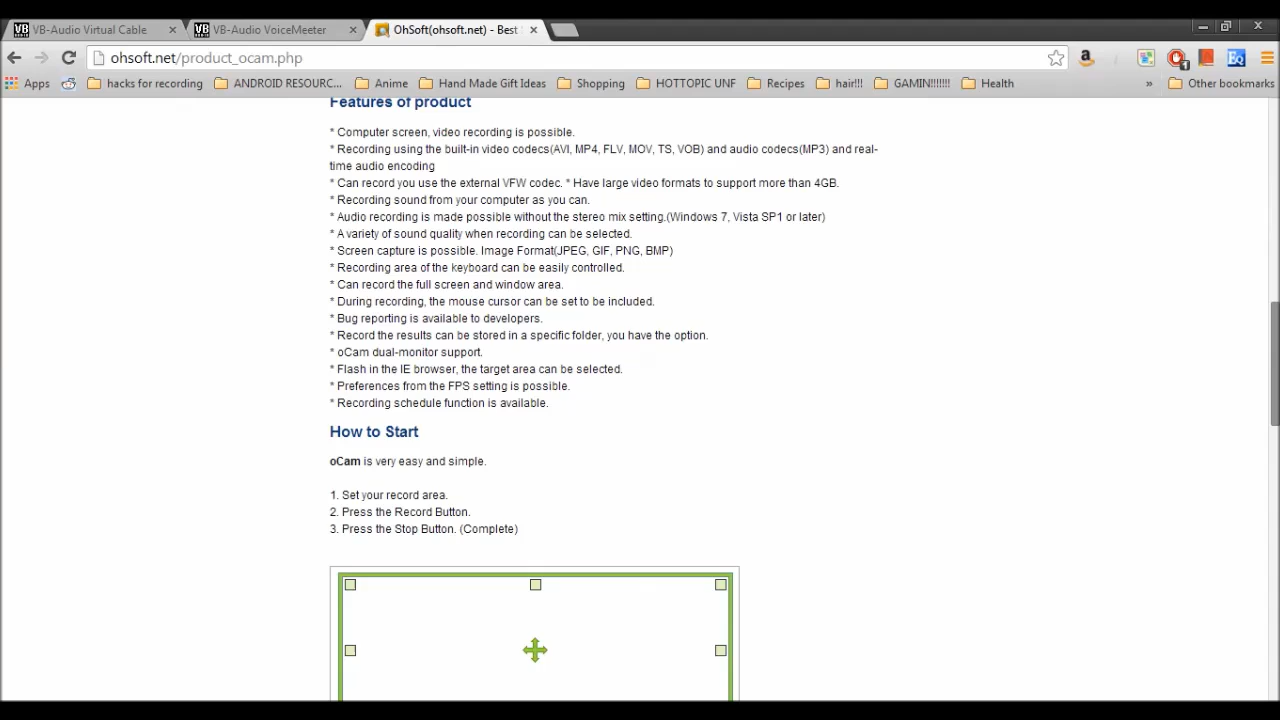 VB-Audio Virtual Cable
VB-Audio VoiceMeeter
OhSoft(ohsoft.net) - Best
ohsoft.net/product_ocam.php
Apps
hacks for recording
ANDROID RESOURC...
Anime
Hand Made Gift Ideas
Shopping
HOTTOPIC UNF
Recipes
hair!!!
GAMIN!!!!!!!
Health
»
Other bookmarks
Features of product
* Computer screen, video recording is possible.
* Recording using the built-in video codecs(AVI, MP4, FLV, MOV, TS, VOB) and audio codecs(MP3) and real-
time audio encoding
* Can record you use the external VFW codec. * Have large video formats to support more than 4GB.
* Recording sound from your computer as you can.
* Audio recording is made possible without the stereo mix setting.(Windows 7, Vista SP1 or later)
* A variety of sound quality when recording can be selected.
* Screen capture is possible. Image Format(JPEG, GIF, PNG, BMP)
* Recording area of the keyboard can be easily controlled.
* Can record the full screen and window area.
* During recording, the mouse cursor can be set to be included.
* Bug reporting is available to developers.
* Record the results can be stored in a specific folder, you have the option.
* oCam dual-monitor support.
* Flash in the IE browser, the target area can be selected.
* Preferences from the FPS setting is possible.
* Recording schedule function is available.
How to Start
oCam is very easy and simple.
1. Set your record area.
2. Press the Record Button.
3. Press the Stop Button. (Complete)